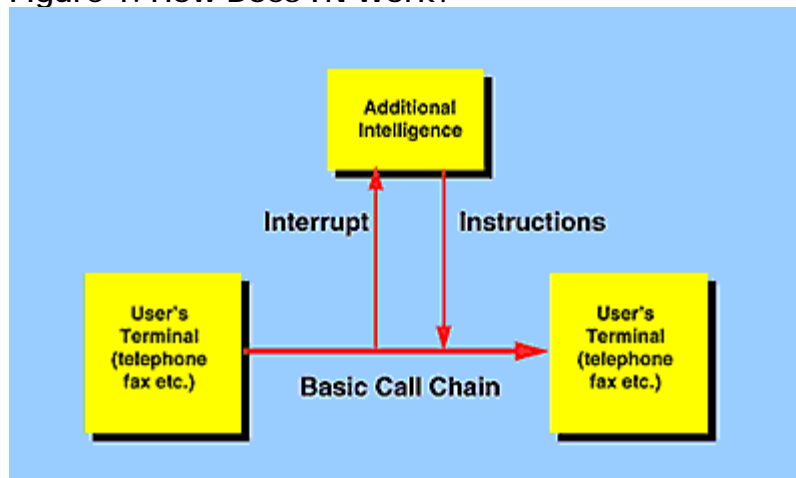 Additional
Intelligence
Interrupt
Instructions
User's
Terminal
(telephone
fax etc.)
Basic Call Chain
User's
Terminal
(telephone
fax etc.)